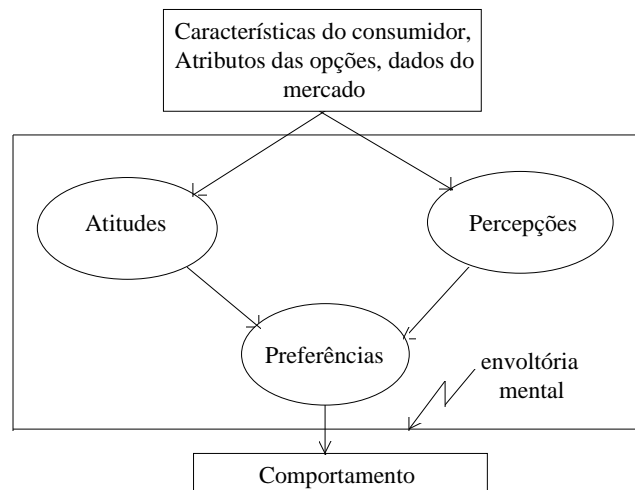 Características do consumidor,
Atributos das opções, dados do
mercado
Atitudes
Percepções
Preferências
envoltória
mental
Comportamento